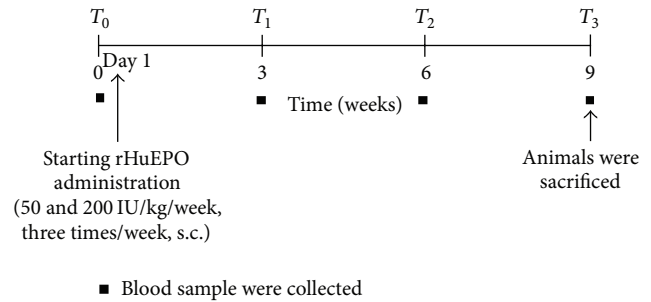 T0 T1 T2 T3
Day 1
0 3 6 9
Time (weeks)
Starting rHuEPO
administration
(50 and 200 IU/kg/week,
three times/week, s.c.)
Animals were
sacrificed
Blood sample were collected